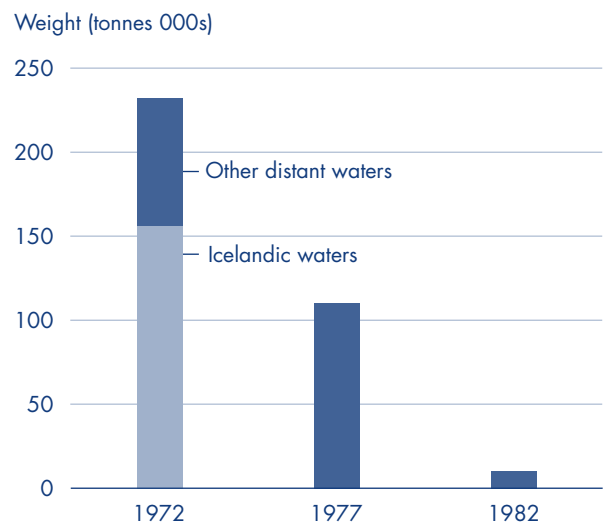 Weight (tonnes 000s)
250
200
Other distant waters
150
Icelandic waters
100
50
0
1972 1977 1982